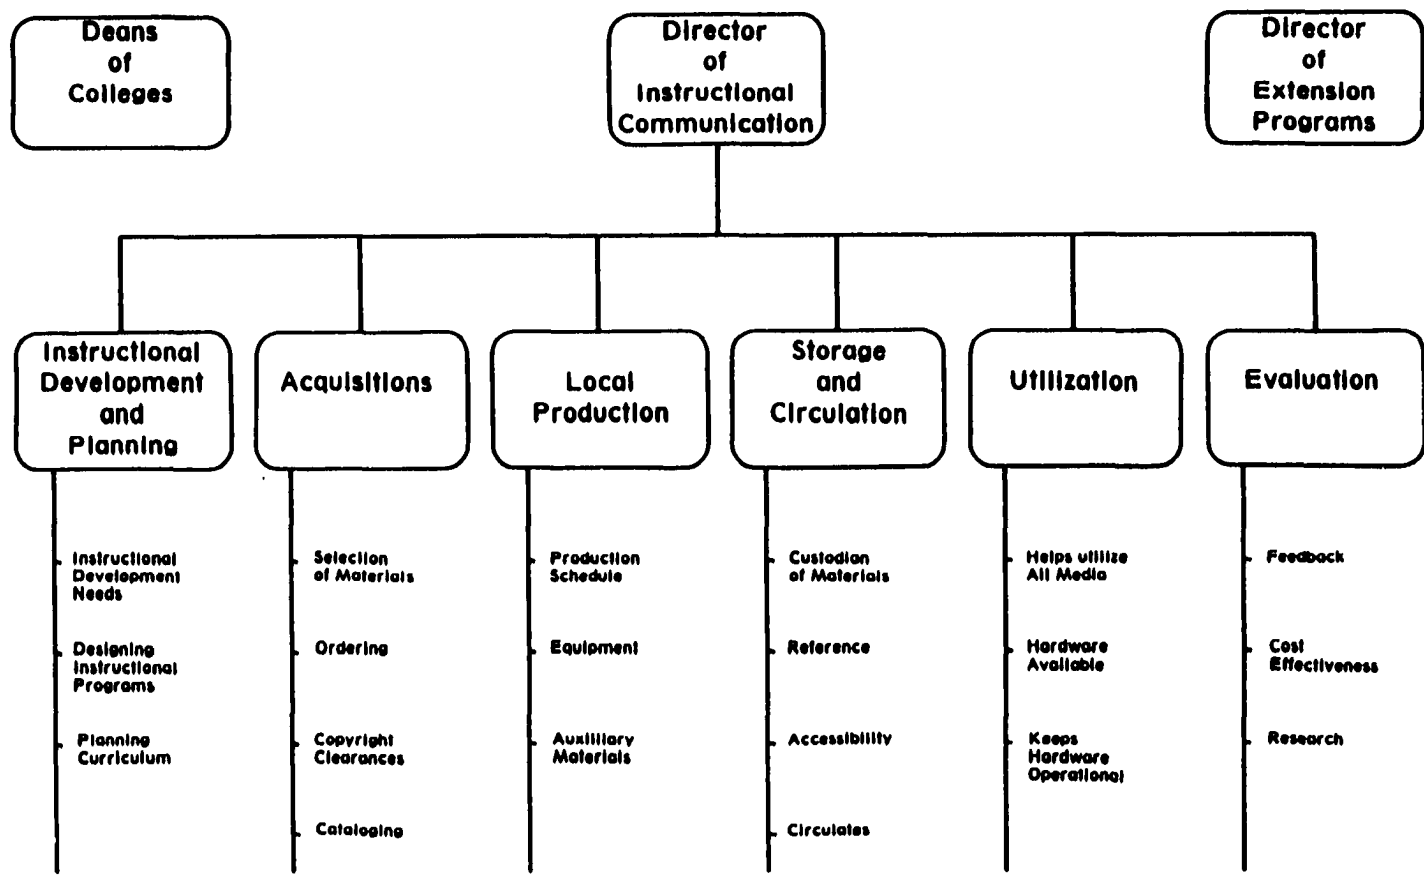 Deans
of
Colleges
Director
of
Instructional
Communication
Director
of
Extension
Programs
Instructional
Development
and
Planning
Acquisitions
Local
Production
Storage
and
Circulation
Utilization
Evaluation
Instructional
Development
Needs
Designing
Instructional
Programs
Planning
Curriculum
Selection
of Materials
Ordering
Copyright
Clearances
Cataloging
Production
Schedule
Equipment
Auxilliary
Materials
Custodian
of Materials
Reference
Accessibility
Circulates
Helps utilize
All Media
Hardware
Available
Keeps
Hardware
Operational
Feedback
Cost
Effectiveness
Research